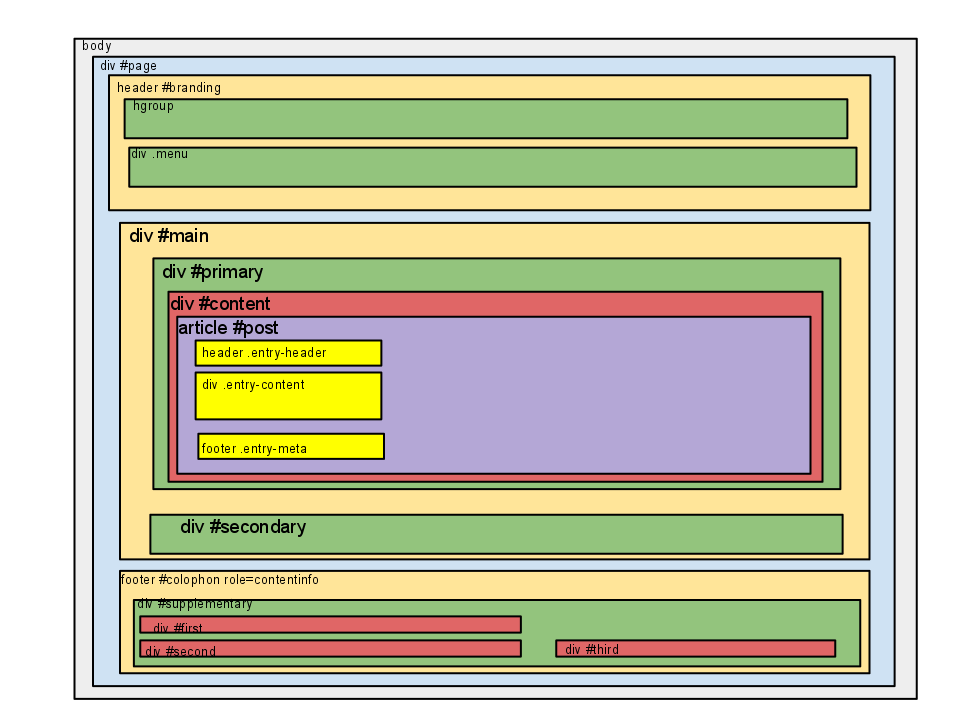 body
div #page
header #branding
hgroup
div .menu
div #main
div #primary
div #content
article #post
header .entry-header
div .entry-content
footer .entry-meta
div #secondary
footer #colophon role=contentinfo
div #supplementary
div #first
div #second
div #third